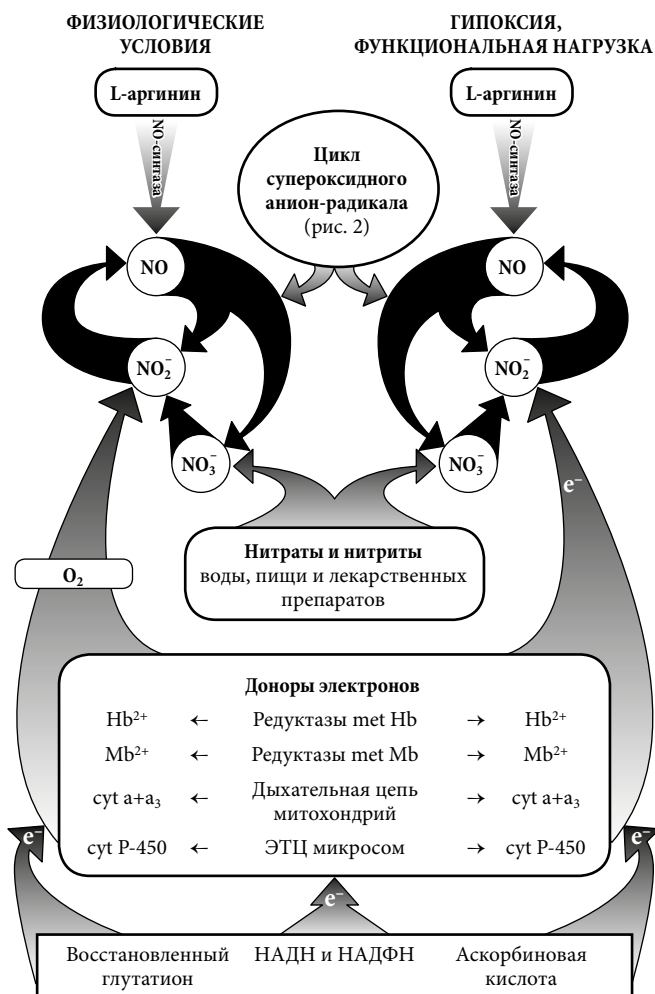 ФИЗИОЛОГИЧЕСКИЕ
УСЛОВИЯ
ГИПОКСИЯ,
ФУНКЦИОНАЛЬНАЯ НАГРУЗКА
L-аргинин
L-аргинин
NO-синтаза
NO-синтаза
Цикл
супероксидного
анион-радикала
(рис. 2)
NO
NO
NO₂⁻
NO₂⁻
NO₃⁻
NO₃⁻
e⁻
Нитраты и нитриты
воды, пищи и лекарственных
препаратов
O₂
Доноры электронов
Hb²⁺ ← Редуктазы met Hb → Hb²⁺
Mb²⁺ ← Редуктазы met Mb → Mb²⁺
cyt a+a₃ ← Дыхательная цепь
митохондрий → cyt a+a₃
cyt P-450 ← ЭТЦ микросом → cyt P-450
e⁻
e⁻
e⁻
Восстановленный
глутатион
НАДН и НАДФН
Аскорбиновая
кислота